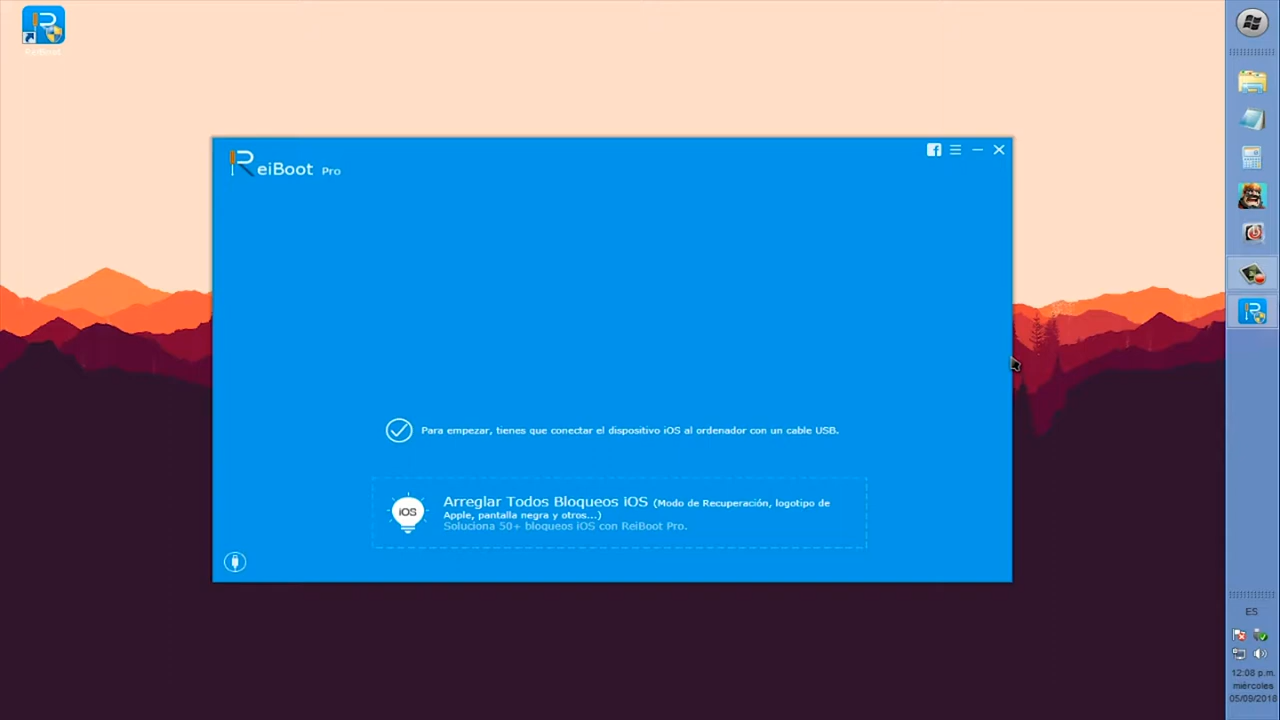 ReiBoot Pro
Para empezar, tienes que conectar el dispositivo iOS al ordenador con un cable USB.
iOS
Arreglar Todos Bloqueos iOS (Modo de Recuperación, logotipo de
Apple, pantalla negra y otros...)
Soluciona 50+ bloqueos iOS con ReiBoot Pro.
ES
12:08 p.m.
miércoles
05/09/2018